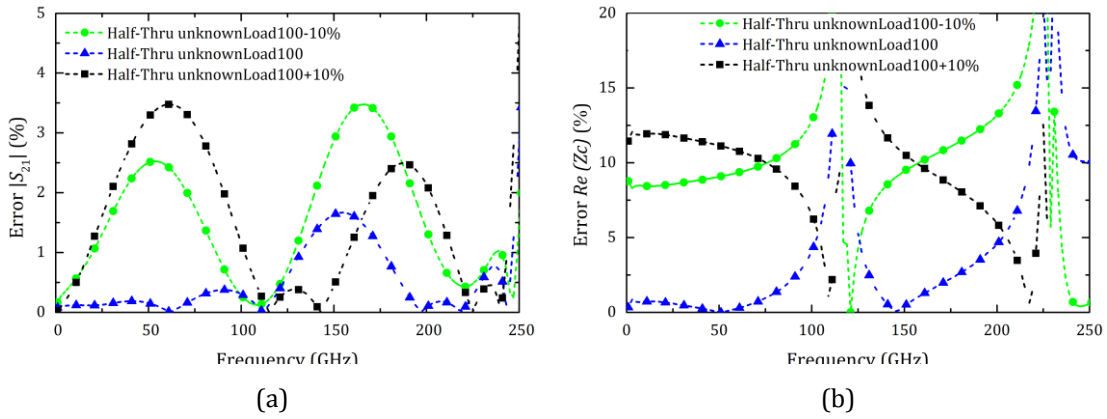 Error |S21| (%)
5
4
3
2
1
0
Half-Thru unknownLoad100-10%
Half-Thru unknownLoad100
Half-Thru unknownLoad100+10%
0 50 100 150 200 250
Frequency (GHz)
(a)
Error Re (Zc) (%)
20
15
10
5
0
Half-Thru unknownLoad100-10%
Half-Thru unknownLoad100
Half-Thru unknownLoad100+10%
0 50 100 150 200 250
Frequency (GHz)
(b)